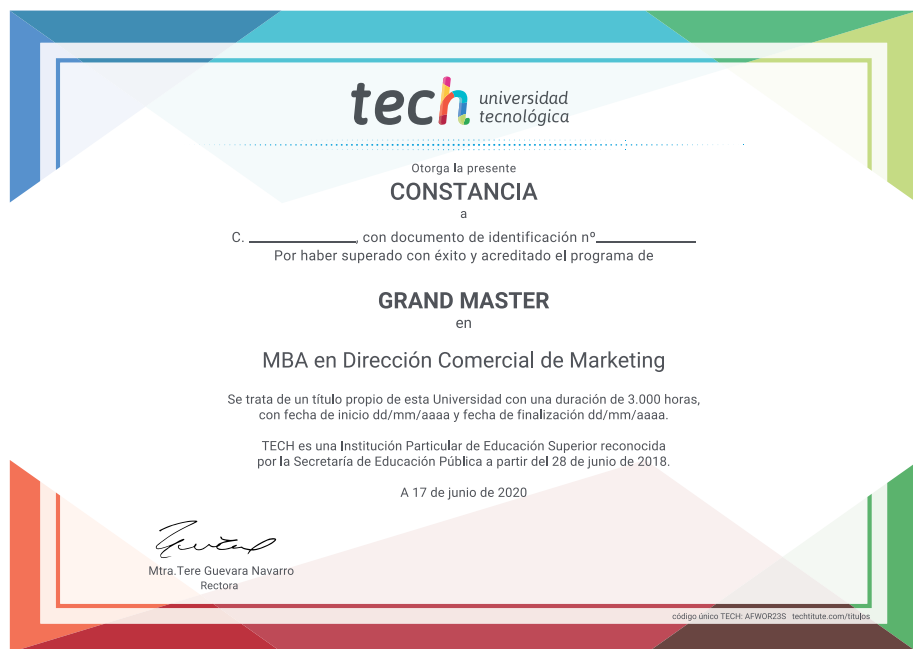 tech universidad
tecnológica
Otorga la presente
CONSTANCIA
a
C. ____________, con documento de identificación nº___________
Por haber superado con éxito y acreditado el programa de
GRAND MASTER
en
MBA en Dirección Comercial de Marketing
Se trata de un título propio de esta Universidad con una duración de 3.000 horas,
con fecha de inicio dd/mm/aaaa y fecha de finalización dd/mm/aaaa.
TECH es una Institución Particular de Educación Superior reconocida
por la Secretaría de Educación Pública a partir del 28 de junio de 2018.
A 17 de junio de 2020
Mtra.Tere Guevara Navarro
Rectora
código único TECH: AFWOR23S techtitute.com/titulos